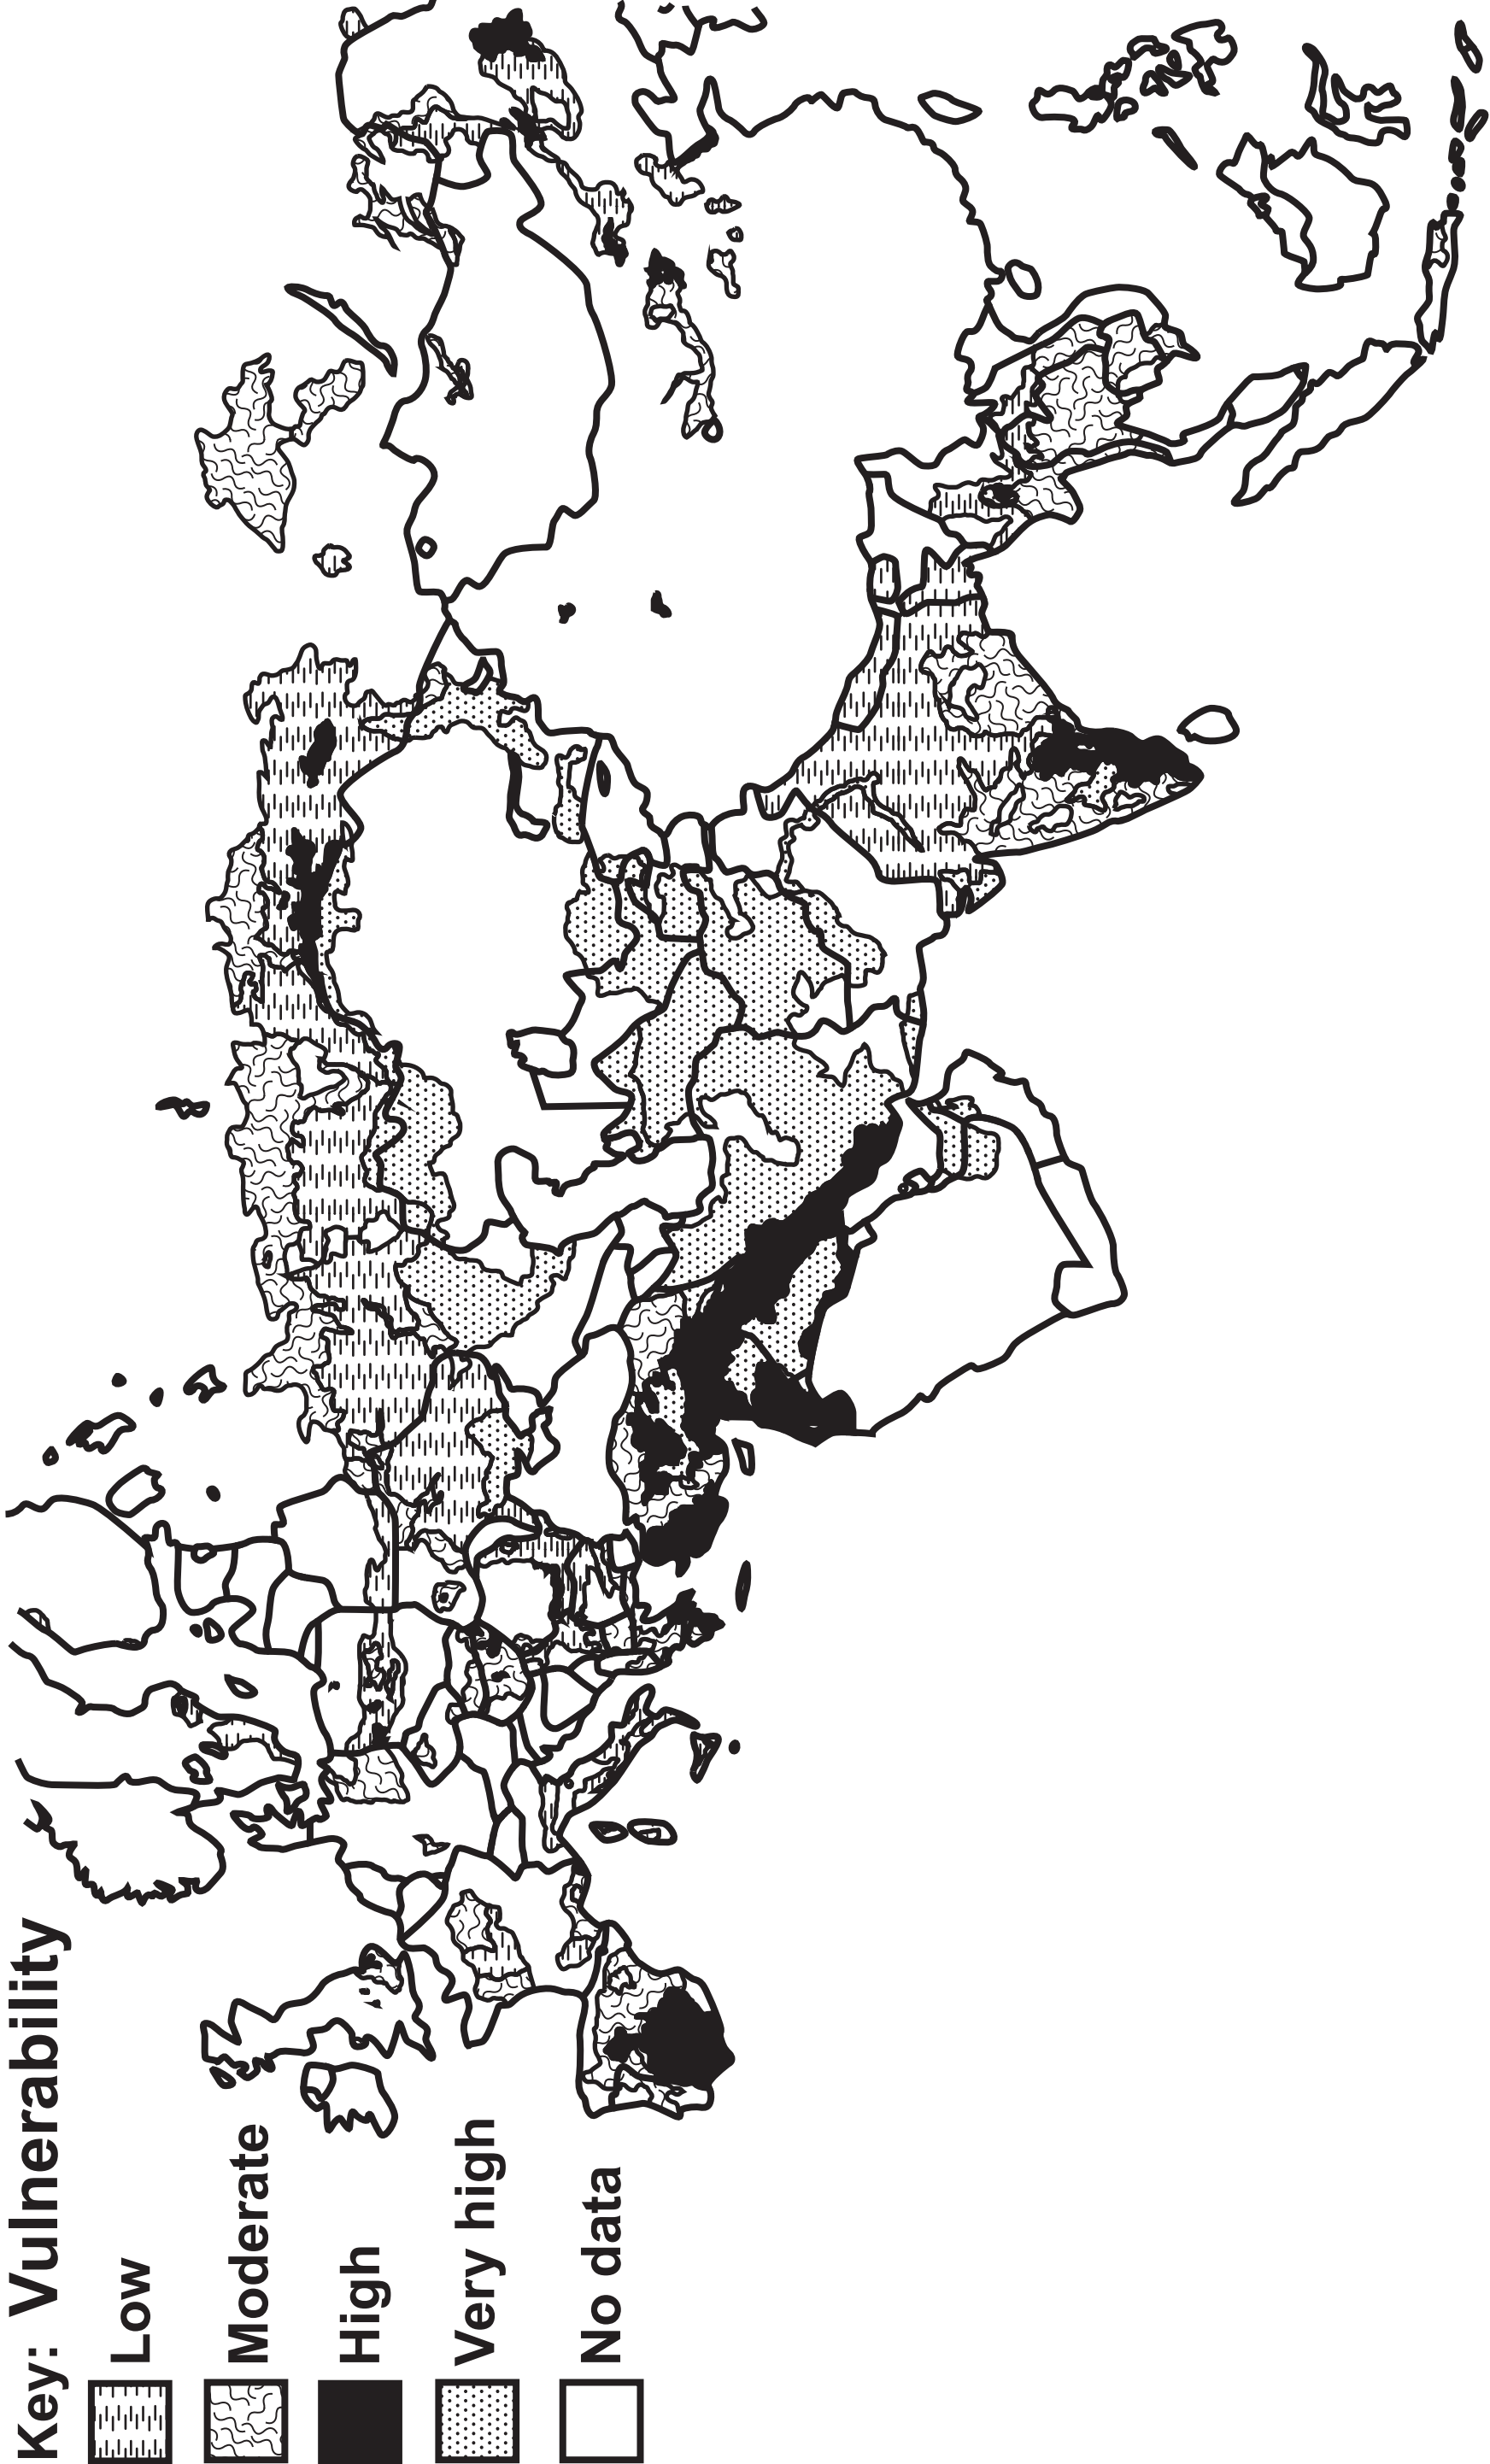 Key: Vulnerability
Low
Moderate
High
Very high
No data